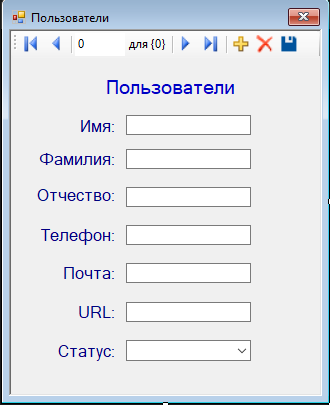 Пользователи
0 для {0}
Пользователи
Имя:
Фамилия:
Отчество:
Телефон:
Почта:
URL:
Статус: